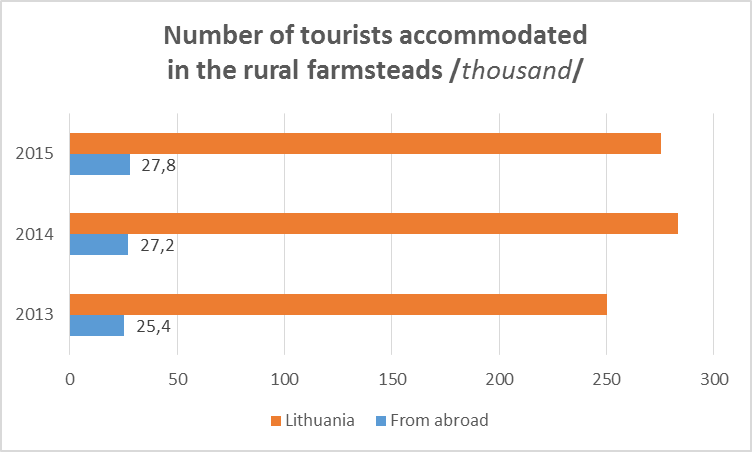 Number of tourists accommodated
in the rural farmsteads /thousand/
2015
27,8
2014
27,2
2013
25,4
0 50 100 150 200 250 300
Lithuania From abroad